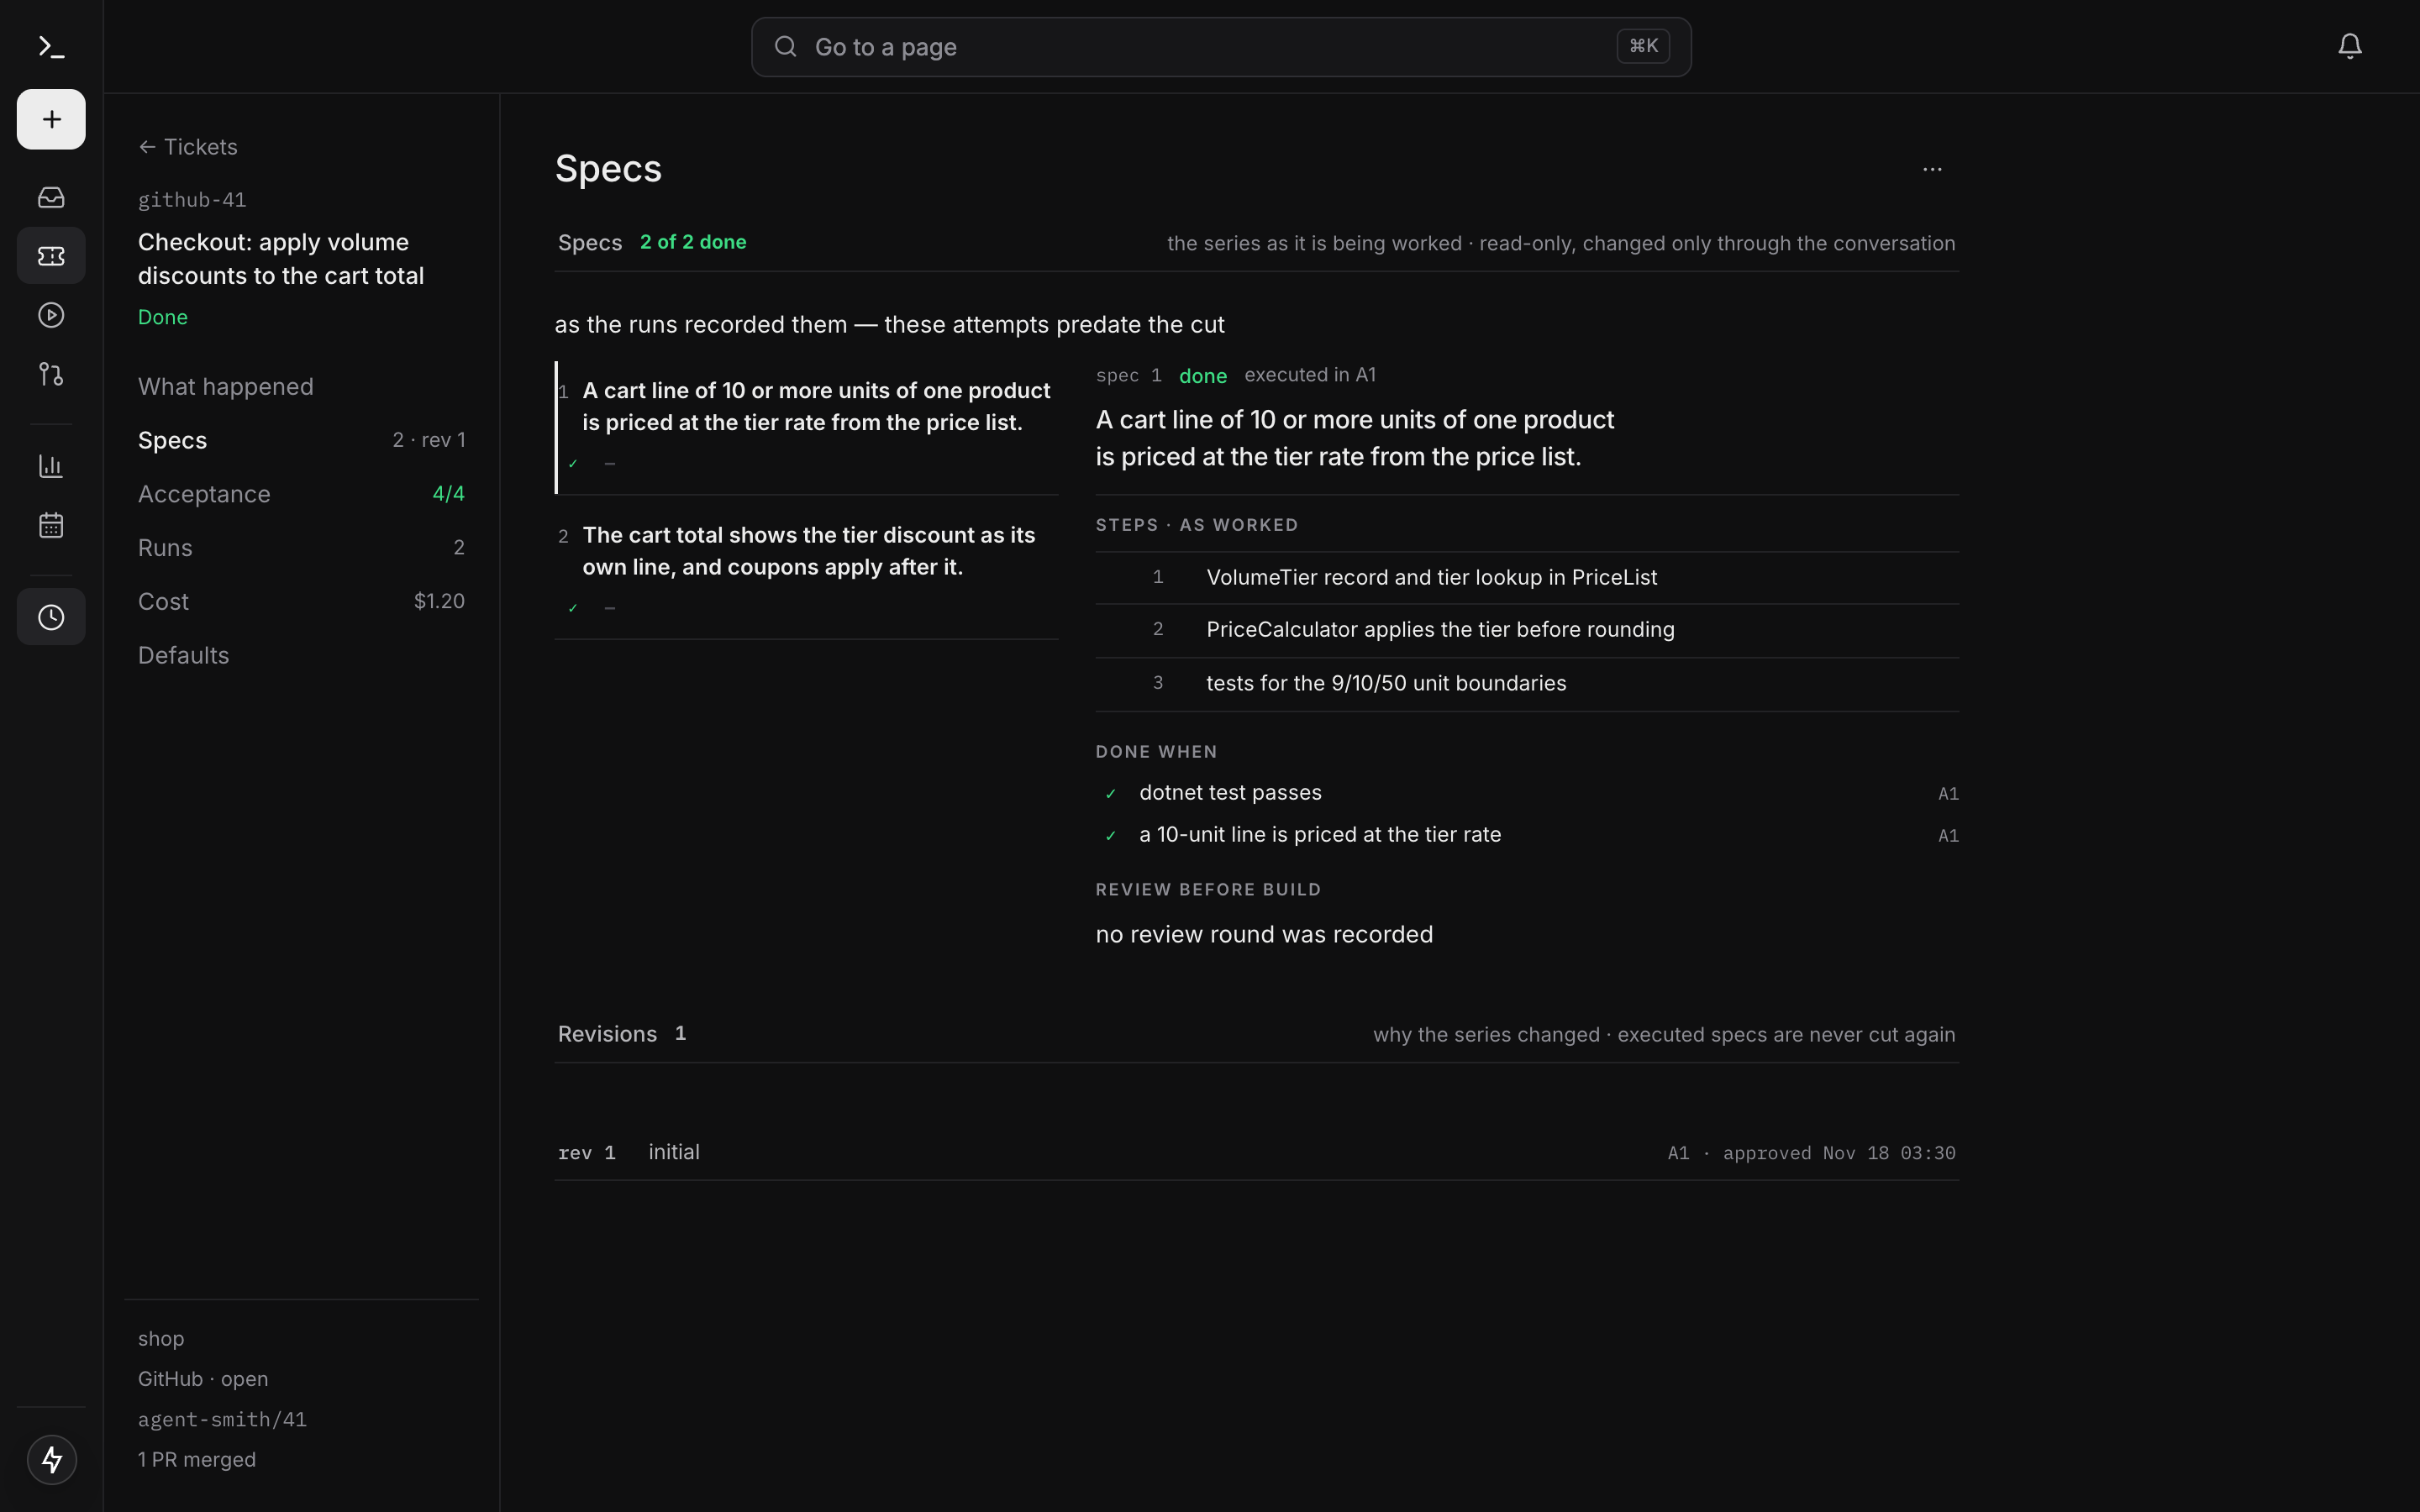 Go to a page
⌘K
← Tickets
github-41
Checkout: apply volume
discounts to the cart total
Done
What happened
Specs 2 · rev 1
Acceptance 4/4
Runs 2
Cost $1.20
Defaults
shop
GitHub · open
agent-smith/41
1 PR merged
Specs
...
Specs 2 of 2 done
the series as it is being worked · read-only, changed only through the conversation
as the runs recorded them — these attempts predate the cut
1 A cart line of 10 or more units of one product
is priced at the tier rate from the price list.
✓ —
2 The cart total shows the tier discount as its
own line, and coupons apply after it.
✓ —
spec 1 done executed in A1
A cart line of 10 or more units of one product
is priced at the tier rate from the price list.
STEPS · AS WORKED
1 VolumeTier record and tier lookup in PriceList
2 PriceCalculator applies the tier before rounding
3 tests for the 9/10/50 unit boundaries
DONE WHEN
✓ dotnet test passes A1
✓ a 10-unit line is priced at the tier rate A1
REVIEW BEFORE BUILD
no review round was recorded
Revisions 1
why the series changed · executed specs are never cut again
rev 1 initial
A1 · approved Nov 18 03:30